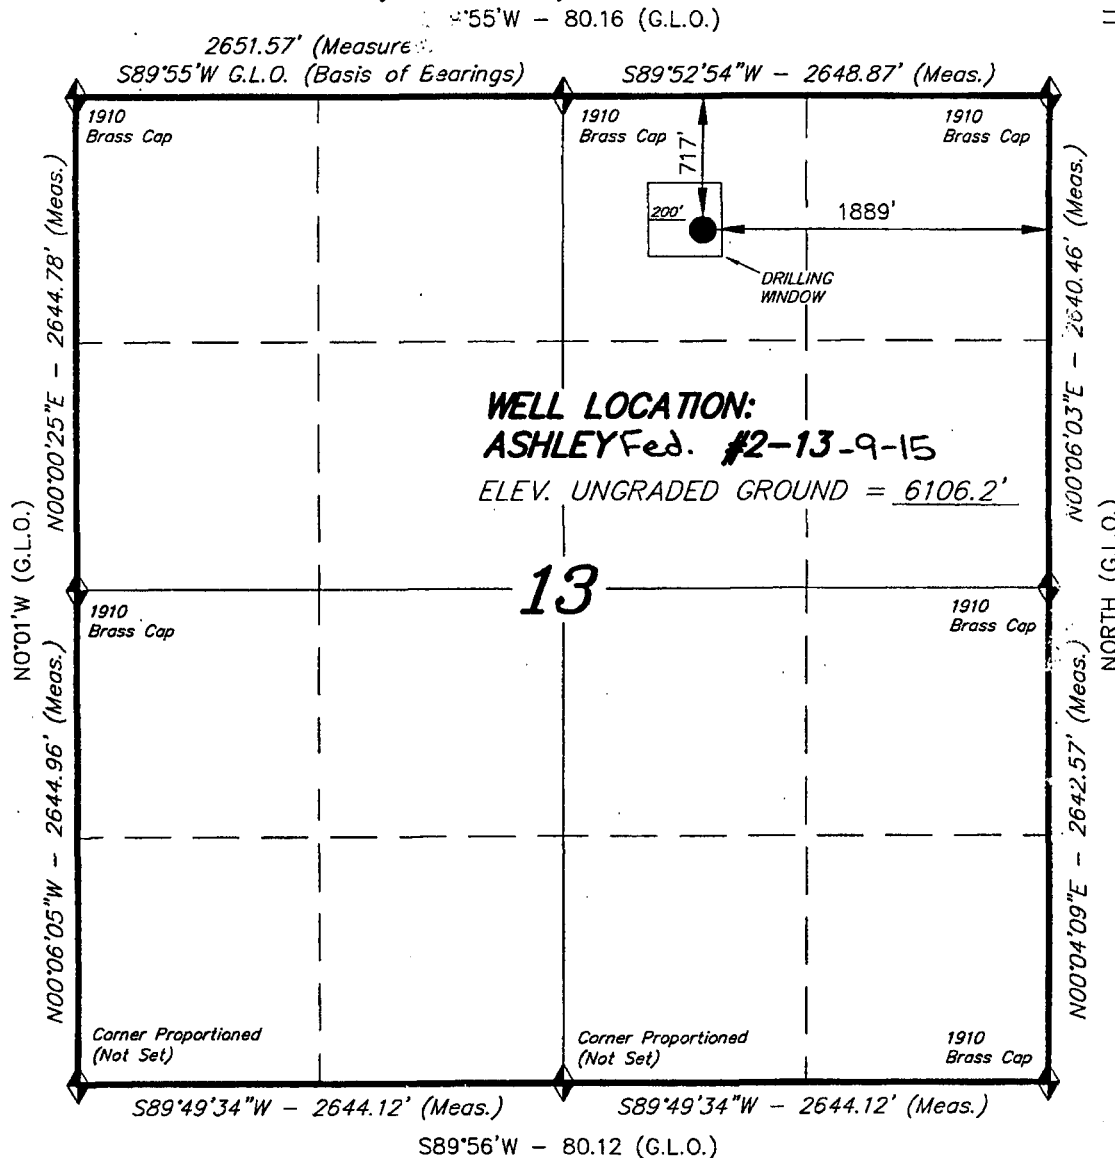 55'W – 80.16 (G.L.O.)
2651.57' (Measure
S89°55'W G.L.O. (Basis of Bearings)
S89°52'54"W – 2648.87' (Meas.)
1910
Brass Cap
1910
Brass Cap
1910
Brass Cap
717'
200'
1889'
DRILLING
WINDOW
N00°00'25"E – 2644.78' (Meas.)
N00°06'03"E – 2640.46' (Meas.)
WELL LOCATION:
ASHLEY Fed. #2-13-9-15
ELEV. UNGRADED GROUND = 6106.2'
N0°01'W (G.L.O.)
NORTH (G.L.O.)
13
1910
Brass Cap
1910
Brass Cap
N00°06'05"W – 2644.96' (Meas.)
N00°04'09"E – 2642.57' (Meas.)
Corner Proportioned
(Not Set)
Corner Proportioned
(Not Set)
1910
Brass Cap
S89°49'34"W – 2644.12' (Meas.)
S89°49'34"W – 2644.12' (Meas.)
S89°56'W – 80.12 (G.L.O.)